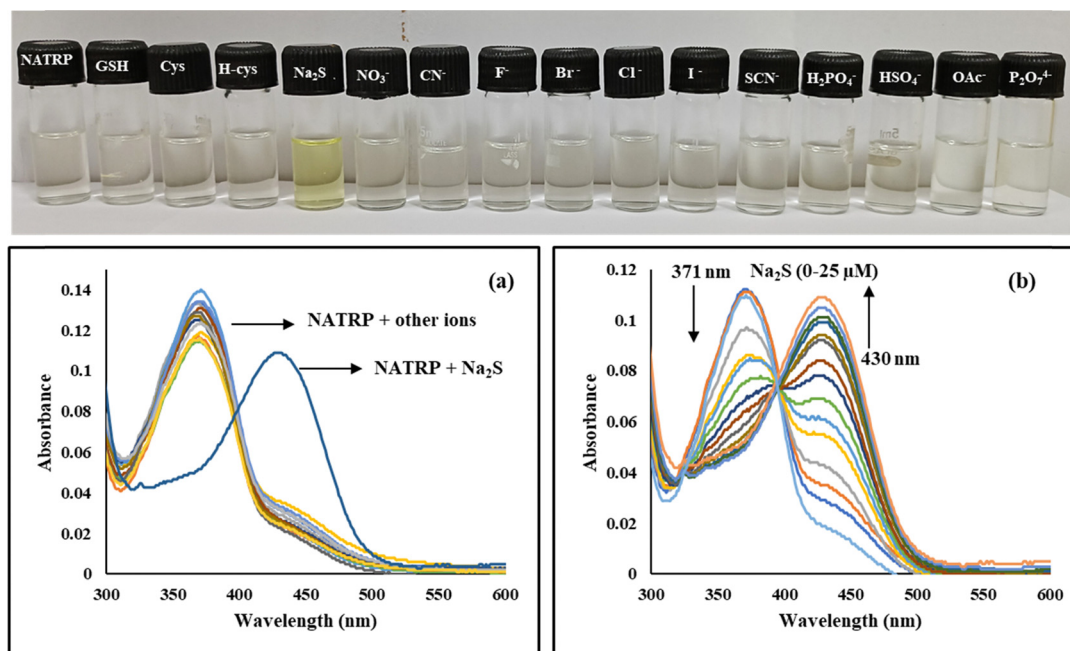 NATRP GSH Cys H-cys Na₂S NO₃⁻ CN⁻ F⁻ Br⁻ Cl⁻ I⁻ SCN⁻ H₂PO₄⁻ HSO₄⁻ OAc⁻ P₂O₇⁴⁻
5ml
(a)
NATRP + other ions
NATRP + Na₂S
0.14
0.12
0.1
0.08
0.06
0.04
0.02
0
Absorbance
300 350 400 450 500 550 600
Wavelength (nm)
(b)
371 nm Na₂S (0-25 µM)
430 nm
0.12
0.1
0.08
0.06
0.04
0.02
0
Absorbance
300 350 400 450 500 550 600
Wavelength (nm)